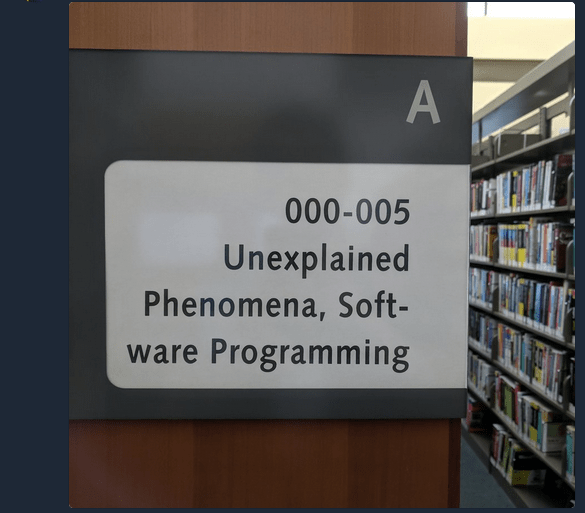 A
000-005
Unexplained
Phenomena, Soft-
ware Programming